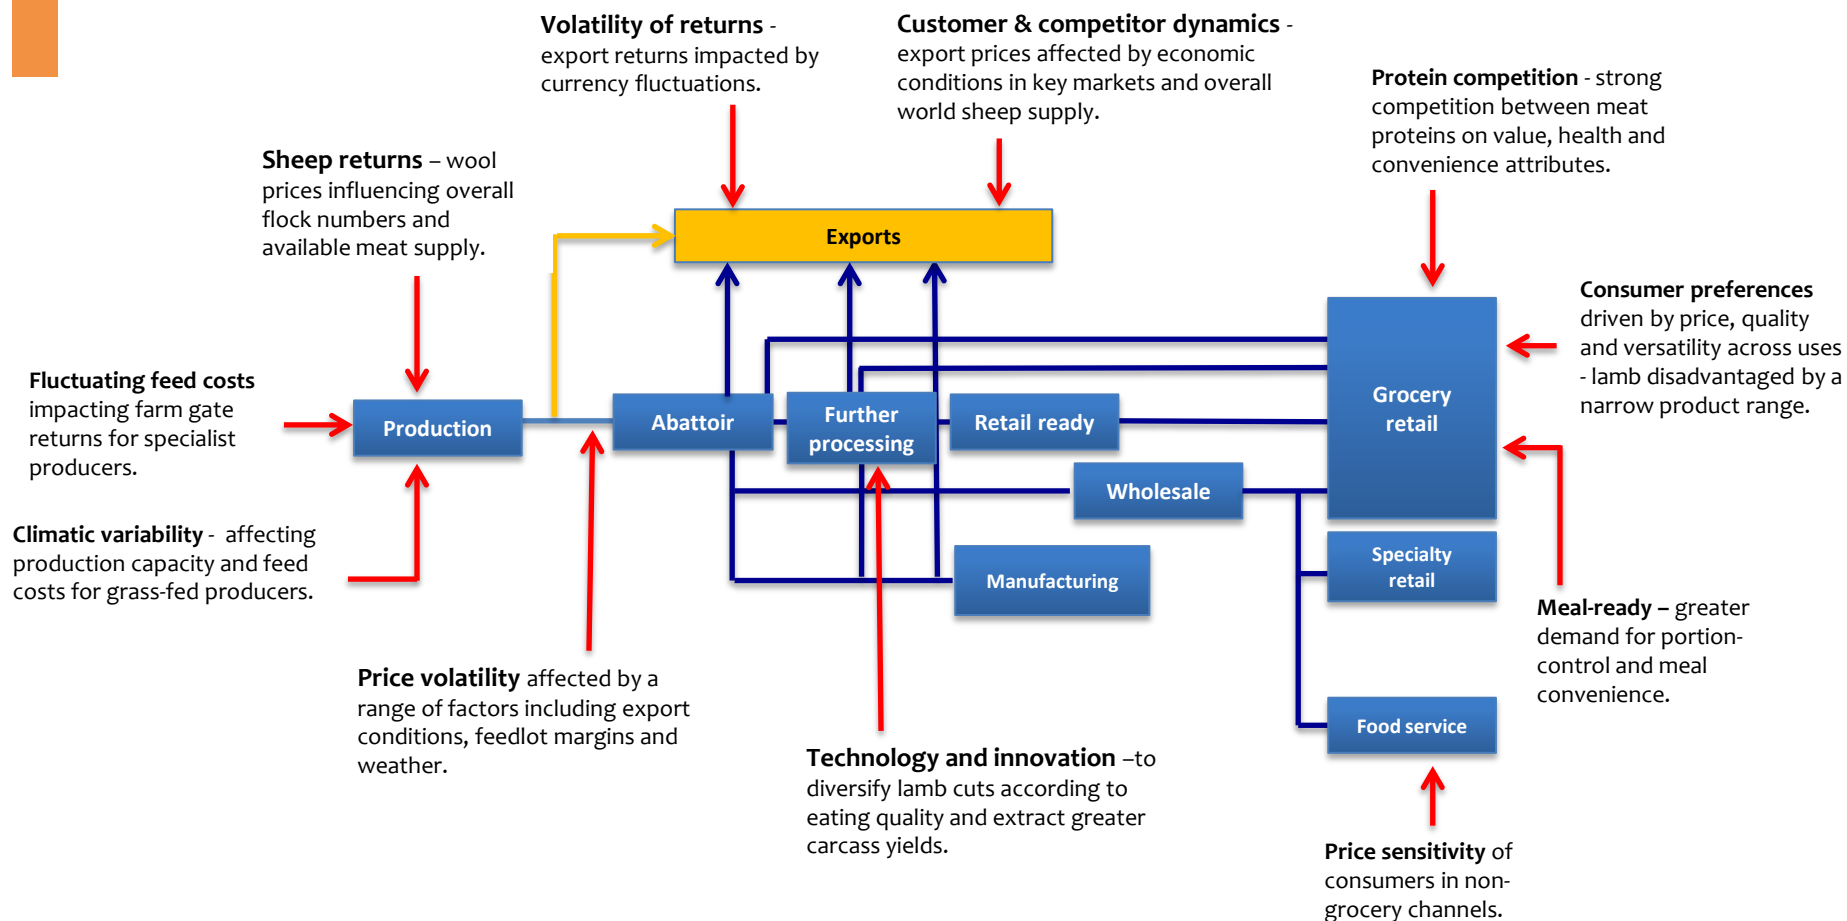 Volatility of returns -
export returns impacted by
currency fluctuations.
Customer & competitor dynamics -
export prices affected by economic
conditions in key markets and overall
world sheep supply.
Protein competition - strong
competition between meat
proteins on value, health and
convenience attributes.
Sheep returns – wool
prices influencing overall
flock numbers and
available meat supply.
Exports
Consumer preferences
driven by price, quality
and versatility across uses
- lamb disadvantaged by a
narrow product range.
Fluctuating feed costs
impacting farm gate
returns for specialist
producers.
Production
Abattoir
Further
processing
Retail ready
Grocery
retail
Wholesale
Climatic variability -  affecting
production capacity and feed
costs for grass-fed producers.
Manufacturing
Specialty
retail
Meal-ready – greater
demand for portion-
control and meal
convenience.
Price volatility affected by a
range of factors including export
conditions, feedlot margins and
weather.
Food service
Technology and innovation –to
diversify lamb cuts according to
eating quality and extract greater
carcass yields.
Price sensitivity of
consumers in non-
grocery channels.